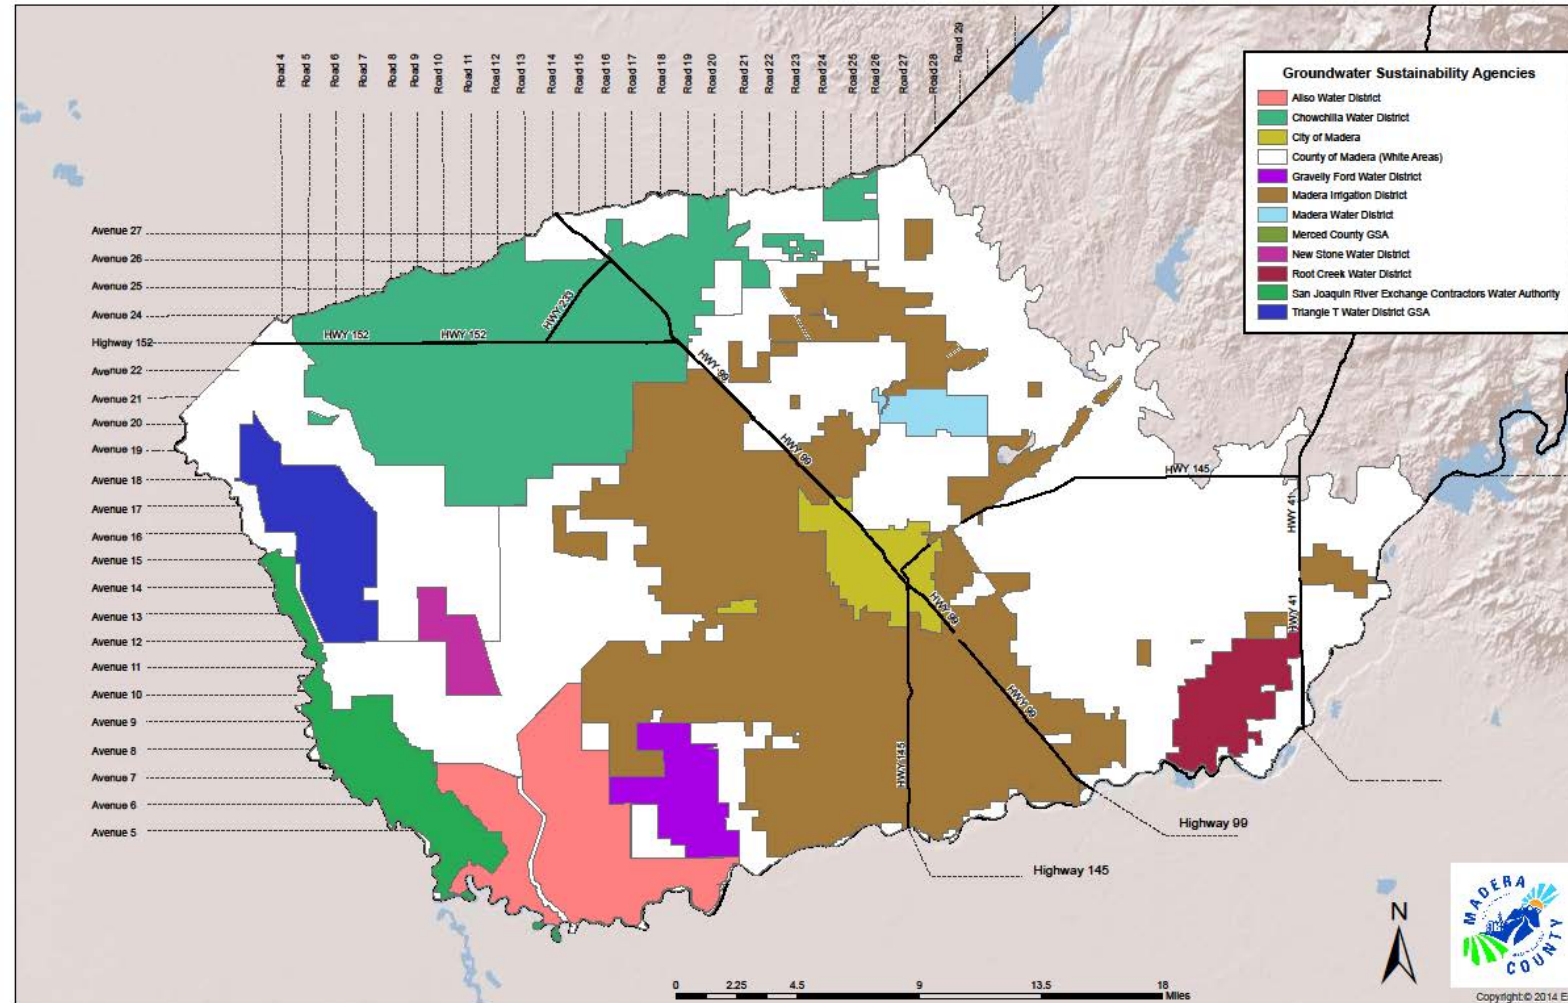 Road 4
Road 5
Road 6
Road 7
Road 8
Road 9
Road 10
Road 11
Road 12
Road 13
Road 14
Road 15
Road 16
Road 17
Road 18
Road 19
Road 20
Road 21
Road 22
Road 23
Road 24
Road 25
Road 26
Road 27
Road 28
Road 29
Groundwater Sustainability Agencies
Aliso Water District
Chowchilla Water District
City of Madera
County of Madera (White Areas)
Gravelly Ford Water District
Madera Irrigation District
Madera Water District
Merced County GSA
New Stone Water District
Root Creek Water District
San Joaquin River Exchange Contractors Water Authority
Triangle T Water District GSA
Avenue 27
Avenue 26
Avenue 25
Avenue 24
Highway 152
Avenue 22
Avenue 21
Avenue 20
Avenue 19
Avenue 18
Avenue 17
Avenue 16
Avenue 15
Avenue 14
Avenue 13
Avenue 12
Avenue 11
Avenue 10
Avenue 9
Avenue 8
Avenue 7
Avenue 6
Avenue 5
HWY 233
HWY 152
HWY 152
HWY 99
HWY 99
HWY 145
HWY 41
HWY 99
HWY 41
HWY 99
HWY 145
Highway 99
Highway 145
N
MADERA
COUNTY
0 2.25 4.5 9 13.5 18
Miles
Copyright:© 2014 E